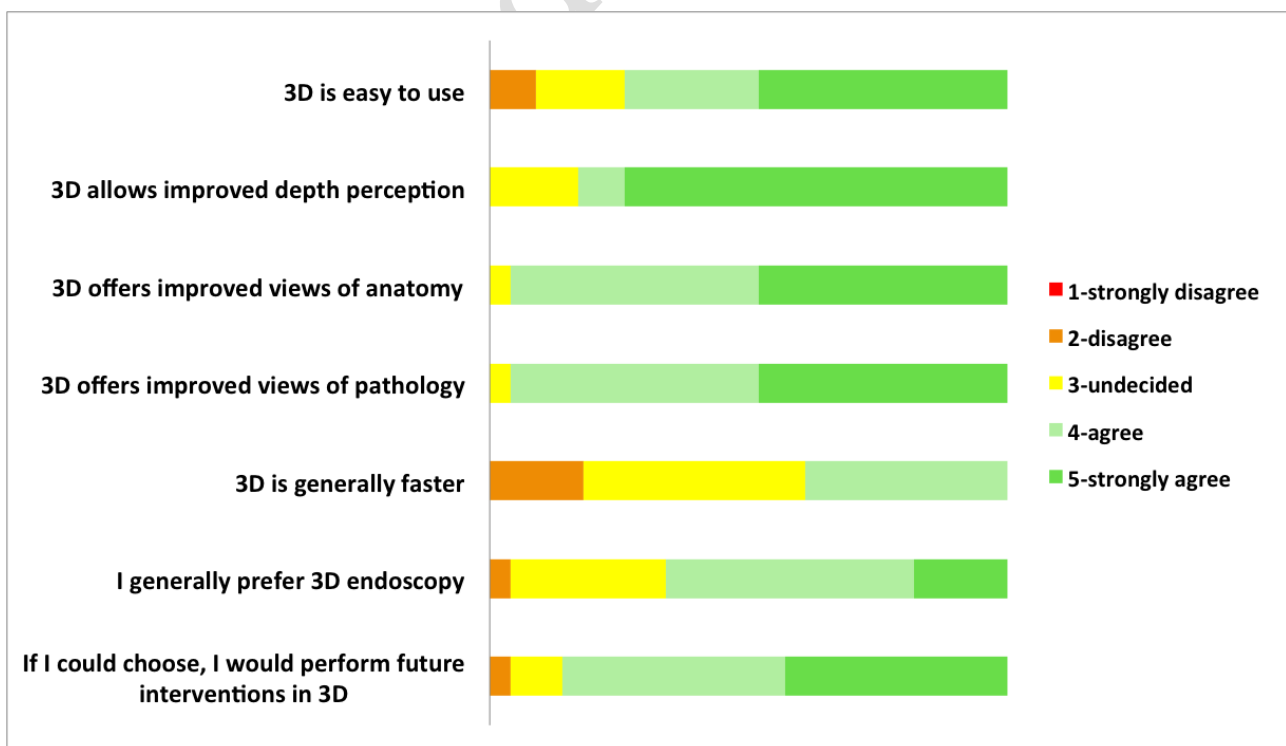 3D is easy to use
3D allows improved depth perception
3D offers improved views of anatomy
3D offers improved views of pathology
3D is generally faster
I generally prefer 3D endoscopy
If I could choose, I would perform future
interventions in 3D
1-strongly disagree
2-disagree
3-undecided
4-agree
5-strongly agree